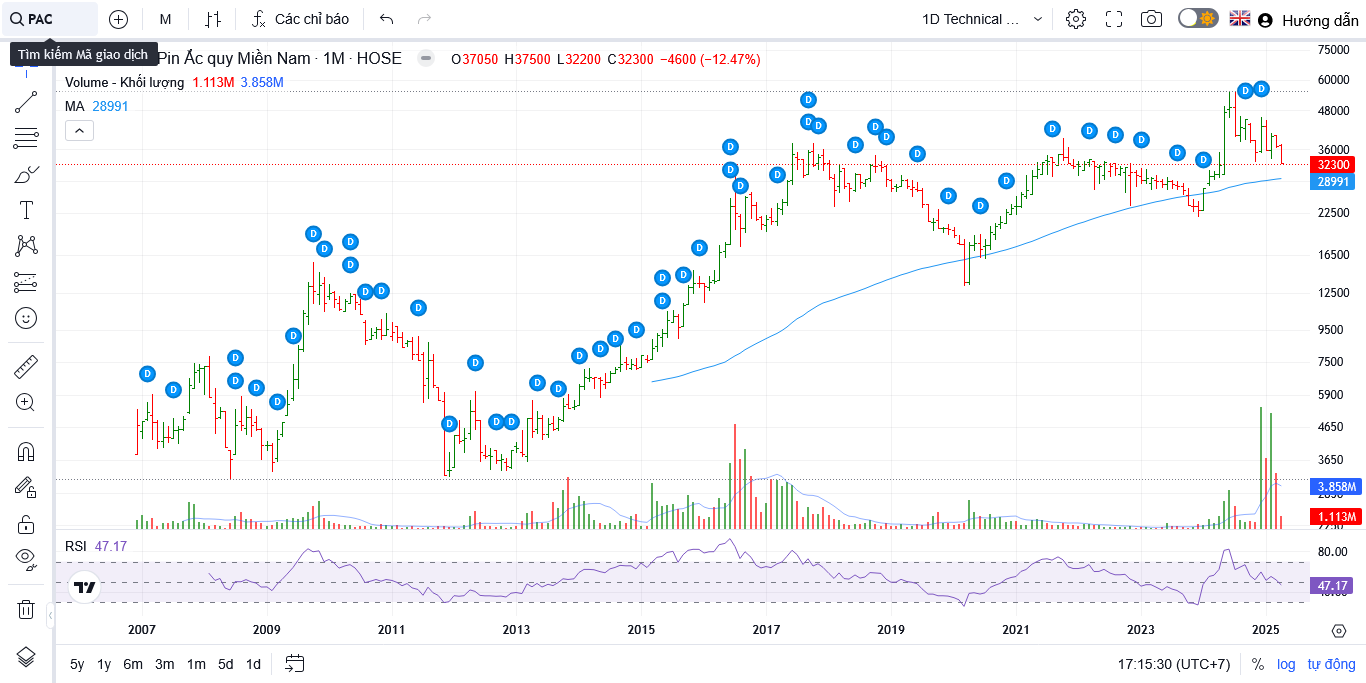 PAC M Các chỉ báo 1D Technical ... Hướng dẫn
Tìm kiếm Mã giao dịch
Pin Ắc quy Miền Nam · 1M · HOSE O37050 H37500 L32200 C32300 −4600 (−12.47%)
Volume - Khối lượng 1.113M 3.858M
MA 28991
75000
60000
48000
36000
32300
28991
22500
16500
12500
9500
7500
5900
4650
3650
3.858M
1.113M
D D D D D D D D D D D D D D D D D D D D D D D D D D D D D D D D D D D D D D D D D D D D D D D D D D D D
RSI 47.17
80.00
47.17
2007 2009 2011 2013 2015 2017 2019 2021 2023 2025
5y 1y 6m 3m 1m 5d 1d 17:15:30 (UTC+7) % log tự động